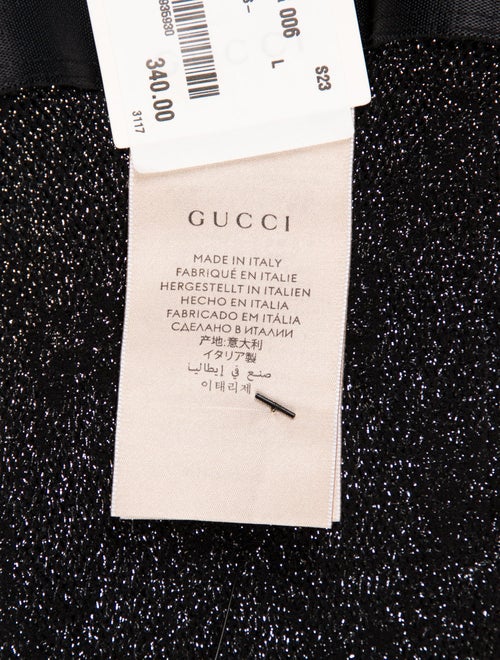 006
L
S23
340.00
3117
GUCCI
GUCCI
MADE IN ITALY
FABRIQUÉ EN ITALIE
HERGESTELLT IN ITALIEN
HECHO EN ITALIA
FABRICADO EM ITÁLIA
СДЕЛАНО В ИТАЛИИ
产地:意大利
イタリア製
صنع في إيطاليا
이태리제